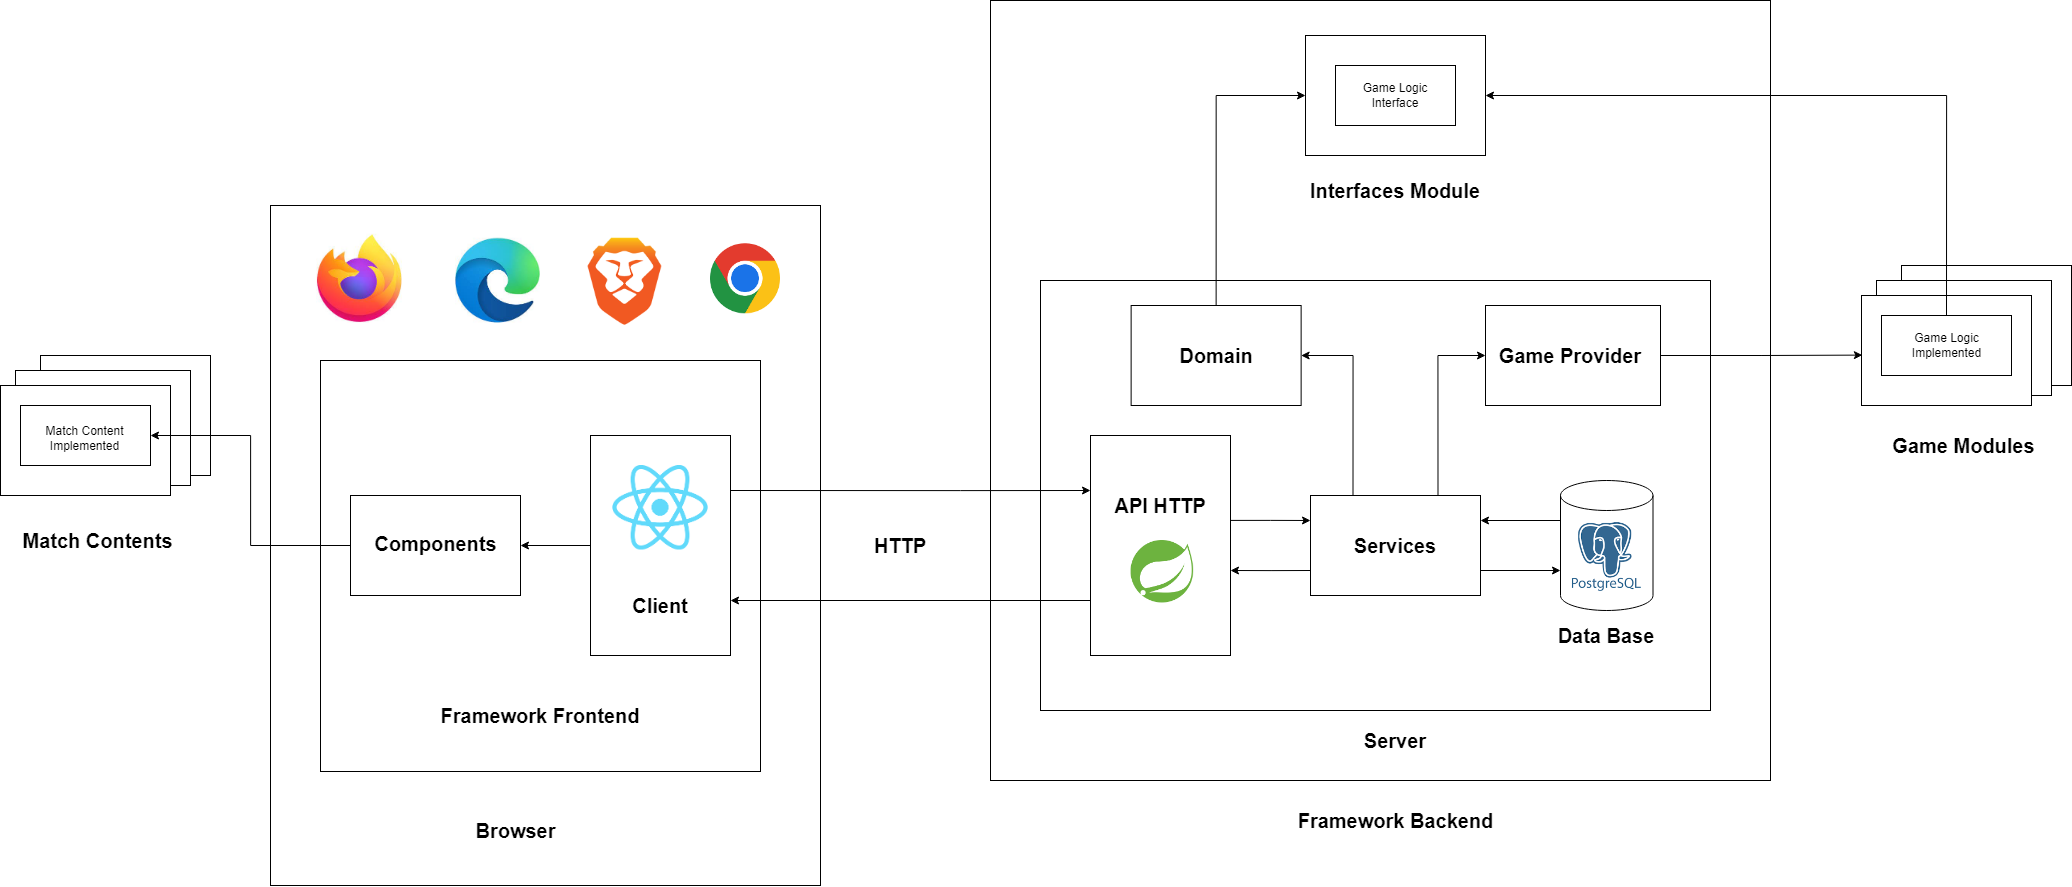 Game Logic
Interface
Interfaces Module
Domain
Game Provider
Game Logic
Implemented
Game Modules
Match Content
Implemented
Match Contents
Components
Client
Framework Frontend
Browser
HTTP
API HTTP
Services
PostgreSQL
Data Base
Server
Framework Backend